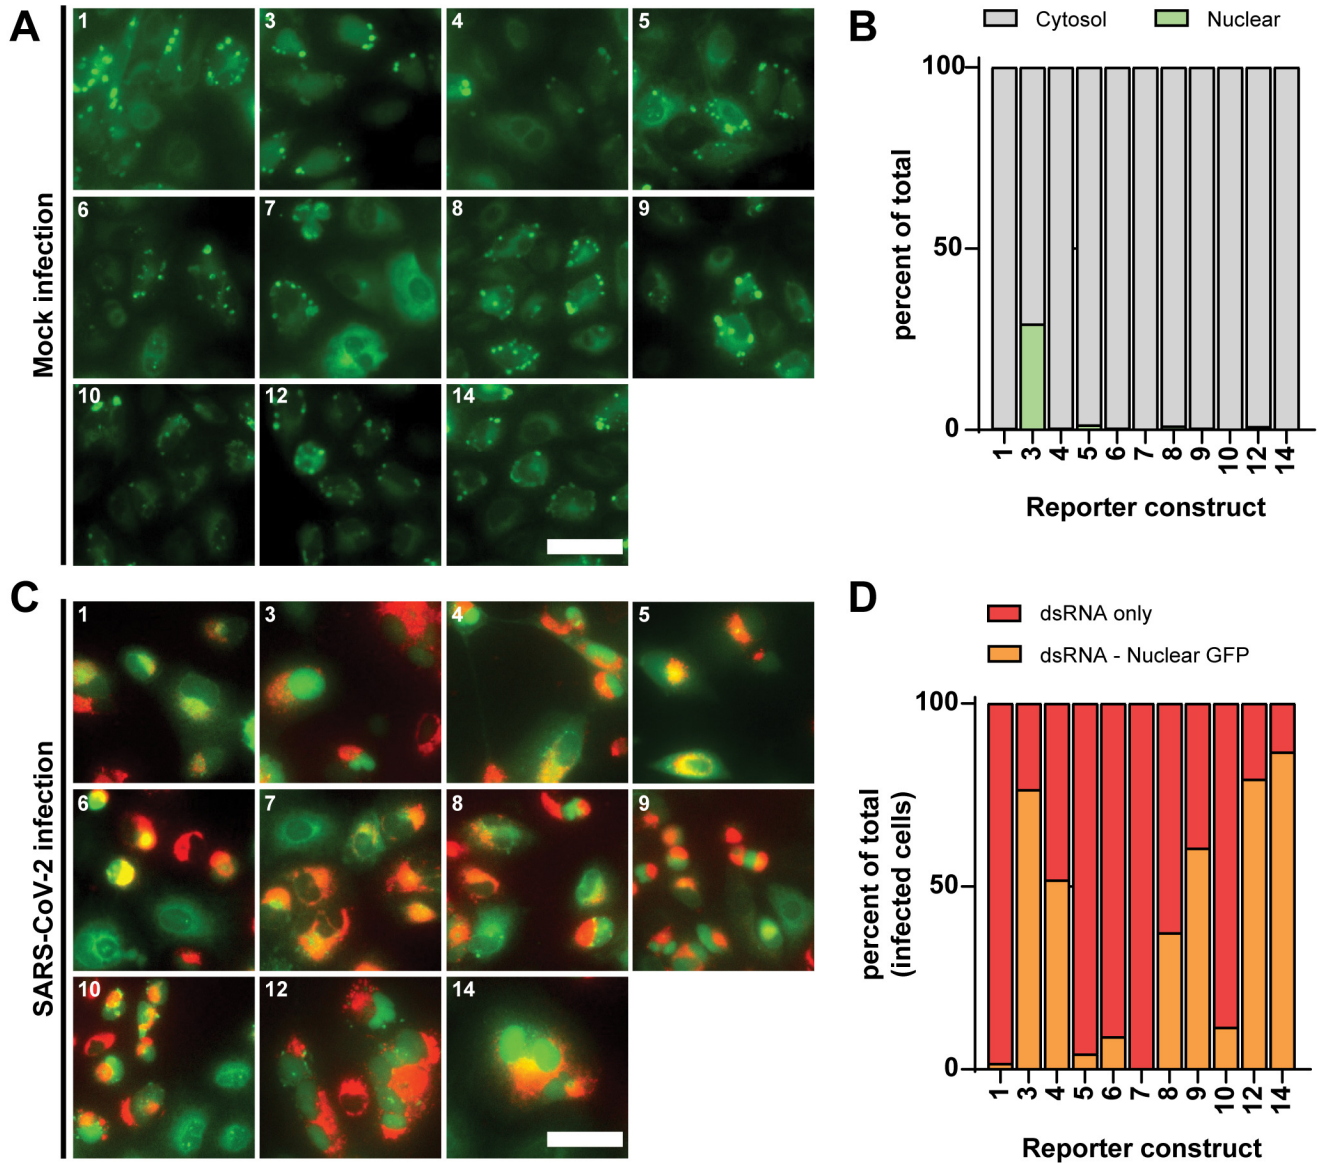 A
Mock infection
1 3 4 5
6 7 8 9
10 12 14
B
Cytosol Nuclear
percent of total
100
50
0
1 3 4 5 6 7 8 9 10 12 14
Reporter construct
C
SARS-CoV-2 infection
1 3 4 5
6 7 8 9
10 12 14
D
dsRNA only
dsRNA - Nuclear GFP
percent of total
(infected cells)
100
50
0
1 3 4 5 6 7 8 9 10 12 14
Reporter construct